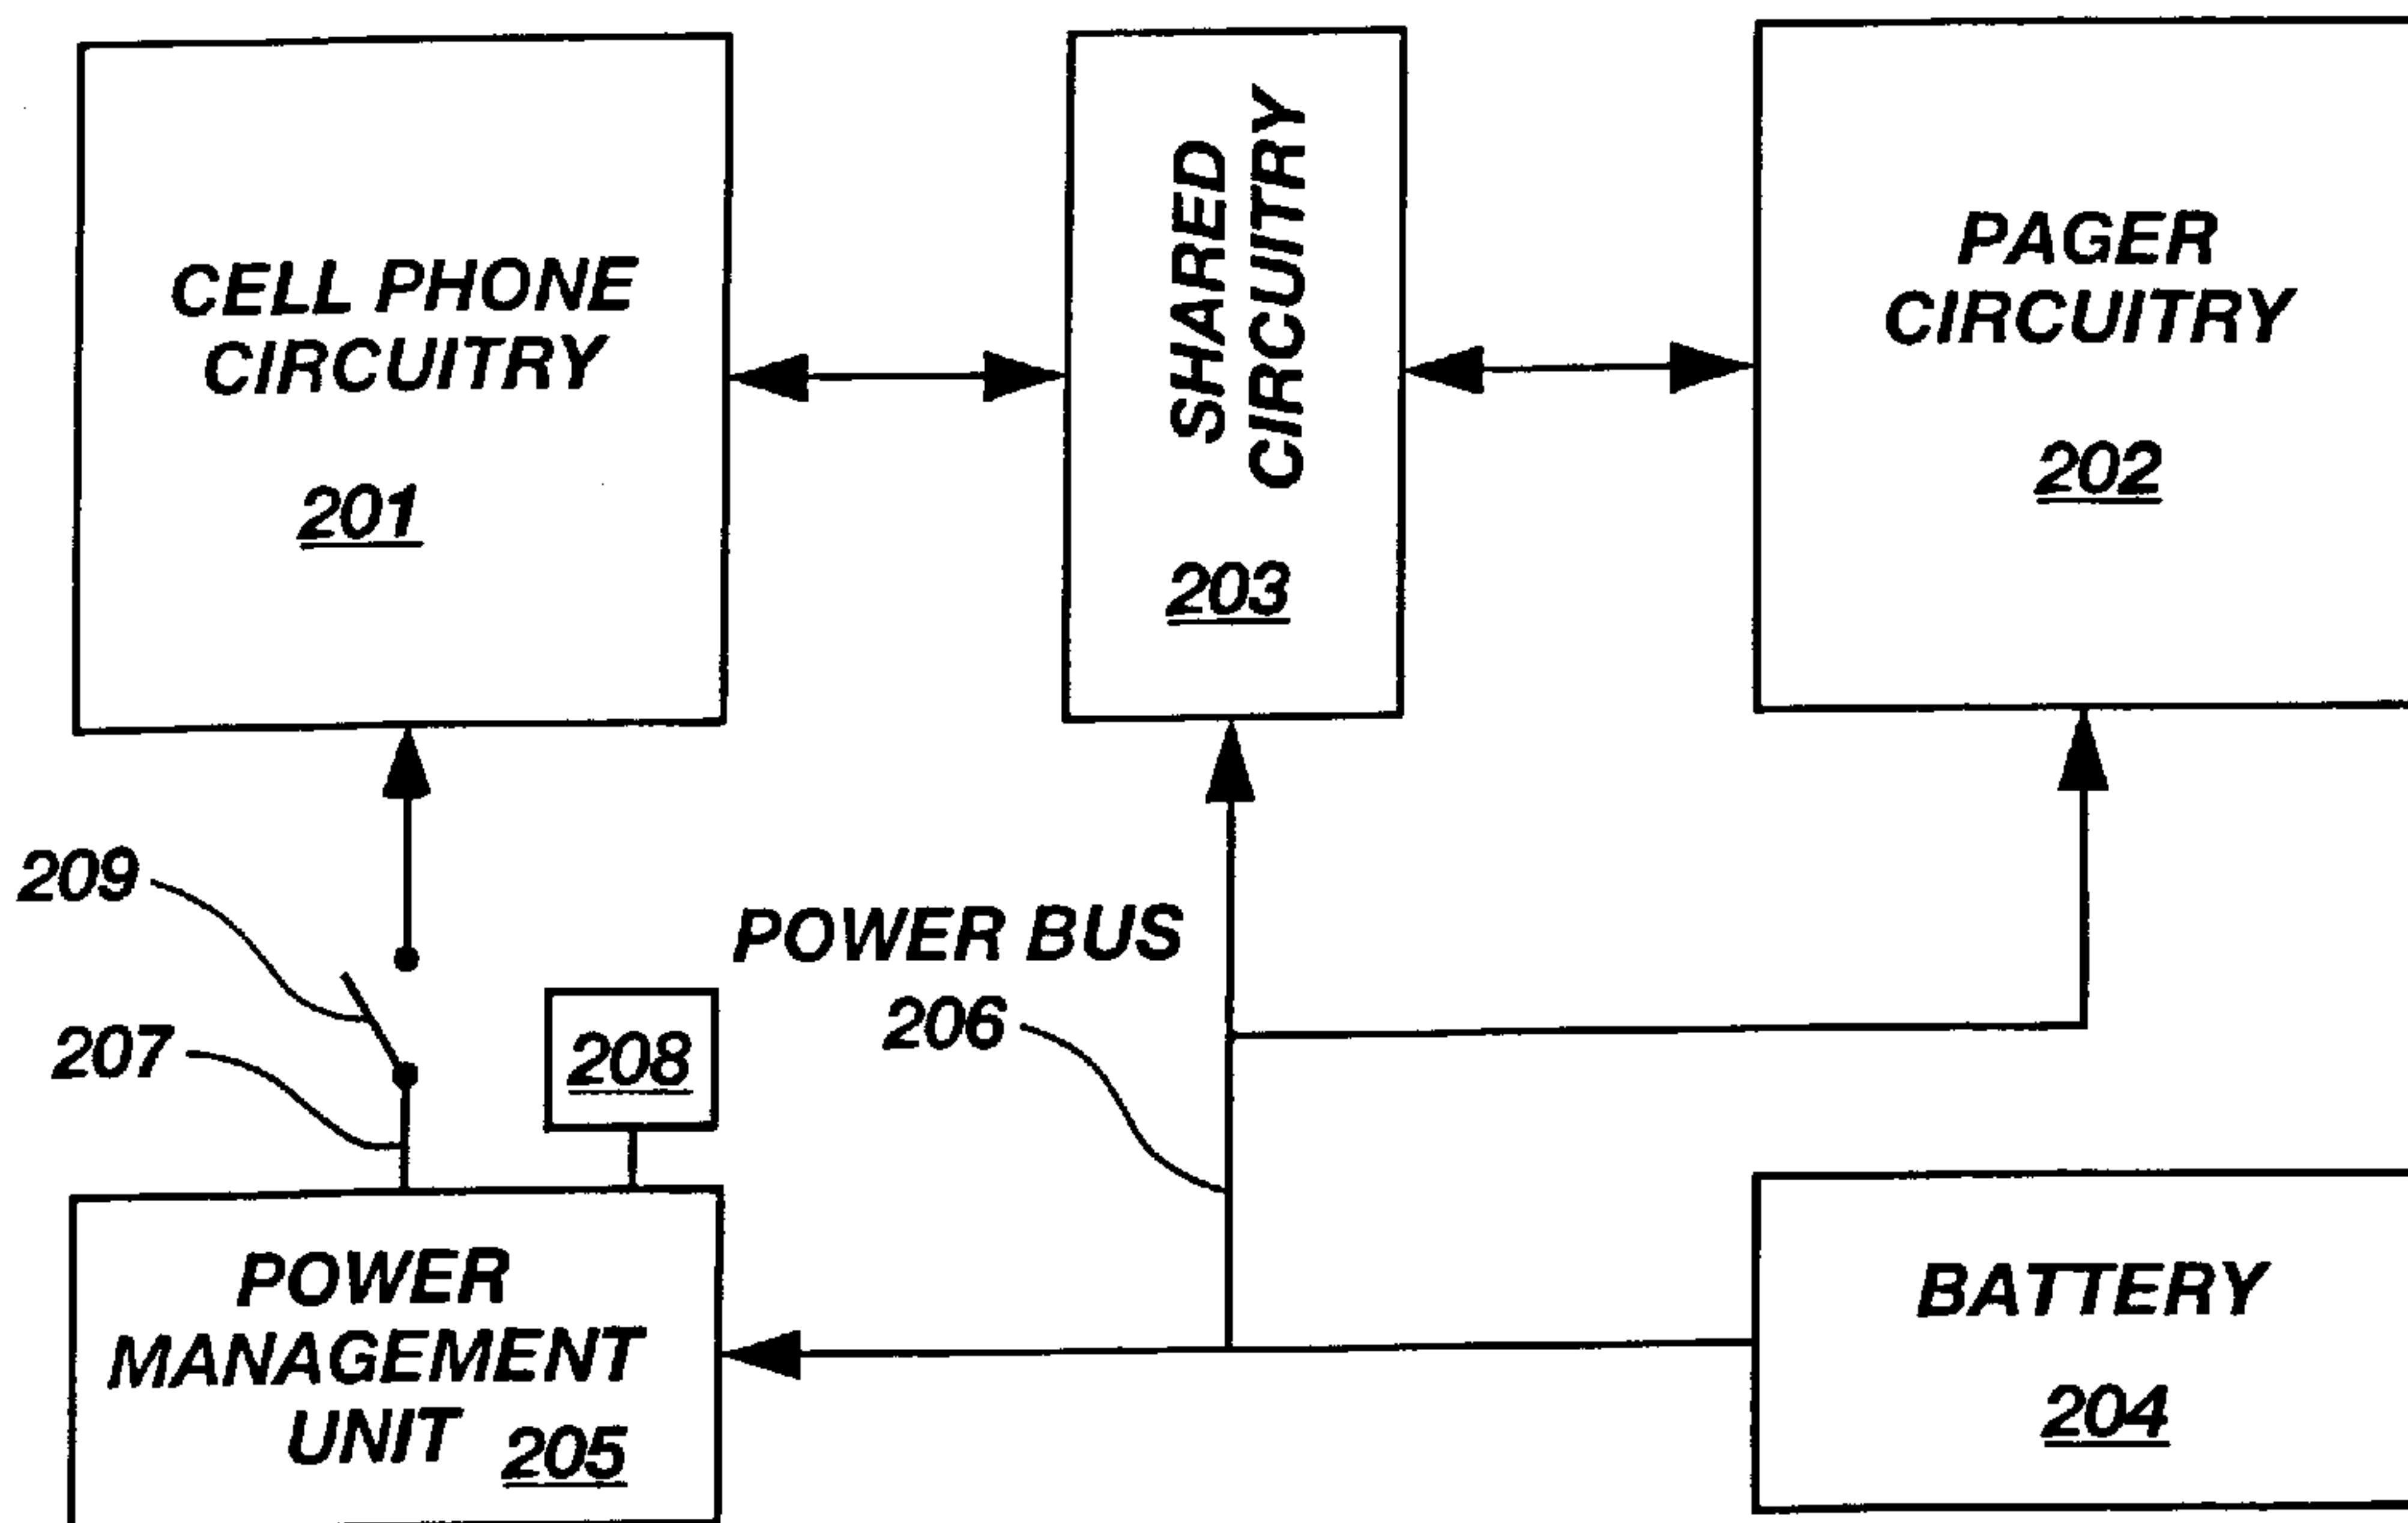 CELL PHONE
CIRCUITRY
201
SHARED
CIRCUITRY
203
PAGER
CIRCUITRY
202
209
207
208
POWER BUS
206
POWER
MANAGEMENT
UNIT 205
BATTERY
204